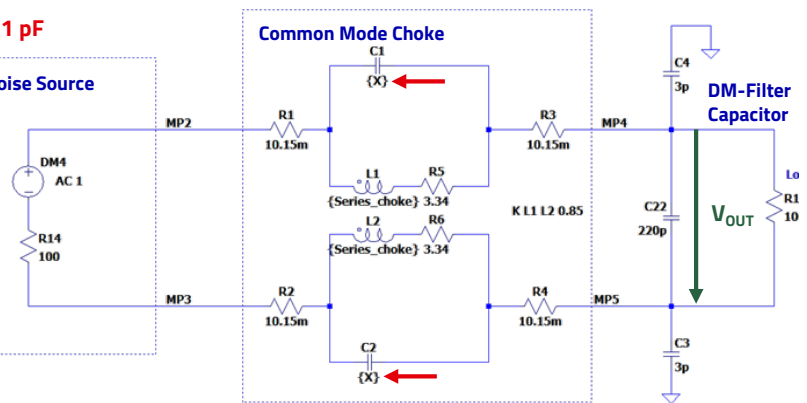 1 pF
Common Mode Choke
C1
{X}
C4
3p
DM-Filter
Capacitor
oise Source
MP2
R1
10.15m
R3
10.15m
MP4
DM4
AC 1
L1
R5
{Series_choke} 3.34
L2
R6
{Series_choke} 3.34
K L1 L2 0.85
C22
220p
VOUT
Lo
R1
10
R14
100
MP3
R2
10.15m
R4
10.15m
MP5
C2
{X}
C3
3p